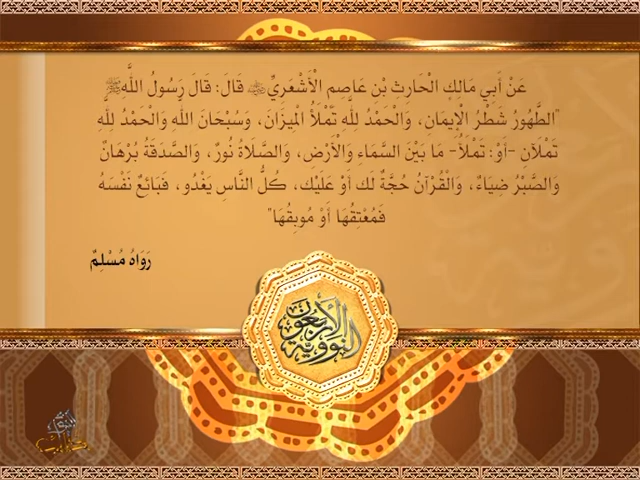 عَنْ أَبِي مَالِكٍ الْحَارِثِ بْنِ عَاصِمٍ الْأَشْعَرِيِّ ﵁ قَالَ: قَالَ رَسُولُ اللَّهِ ﷺ
"الطَّهُورُ شَطْرُ الْإِيمَانِ، وَالْحَمْدُ لِلَّهِ تَمْلَأُ الْمِيزَانَ، وَسُبْحَانَ اللَّهِ وَالْحَمْدُ لِلَّهِ
تَمْلَآنِ -أَوْ: تَمْلَأُ- مَا بَيْنَ السَّمَاءِ وَالْأَرْضِ، وَالصَّلَاةُ نُورٌ، وَالصَّدَقَةُ بُرْهَانٌ
وَالصَّبْرُ ضِيَاءٌ، وَالْقُرْآنُ حُجَّةٌ لَك أَوْ عَلَيْك، كُلُّ النَّاسِ يَغْدُو، فَبَائِعٌ نَفْسَهُ
فَمُعْتِقُهَا أَوْ مُوبِقُهَا"
رَوَاهُ مُسْلِمٌ
الأربعون
النووية